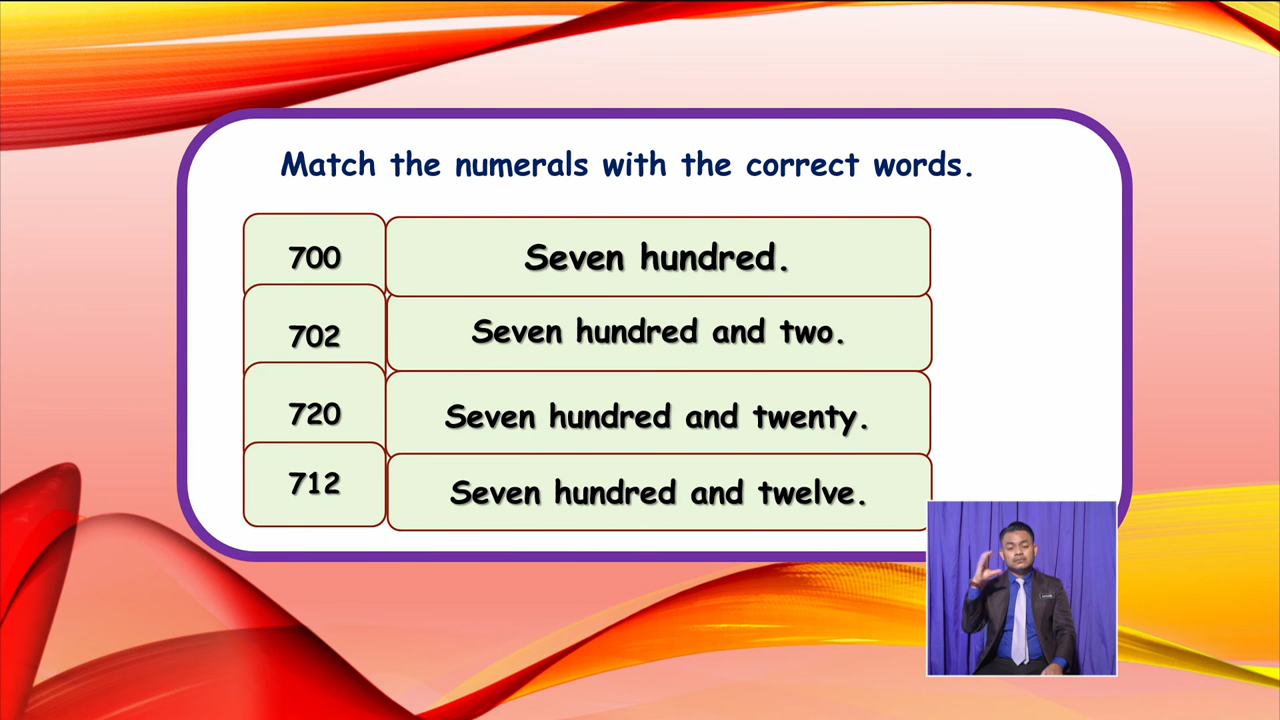 Match the numerals with the correct words.
700 Seven hundred.
702 Seven hundred and two.
720 Seven hundred and twenty.
712 Seven hundred and twelve.